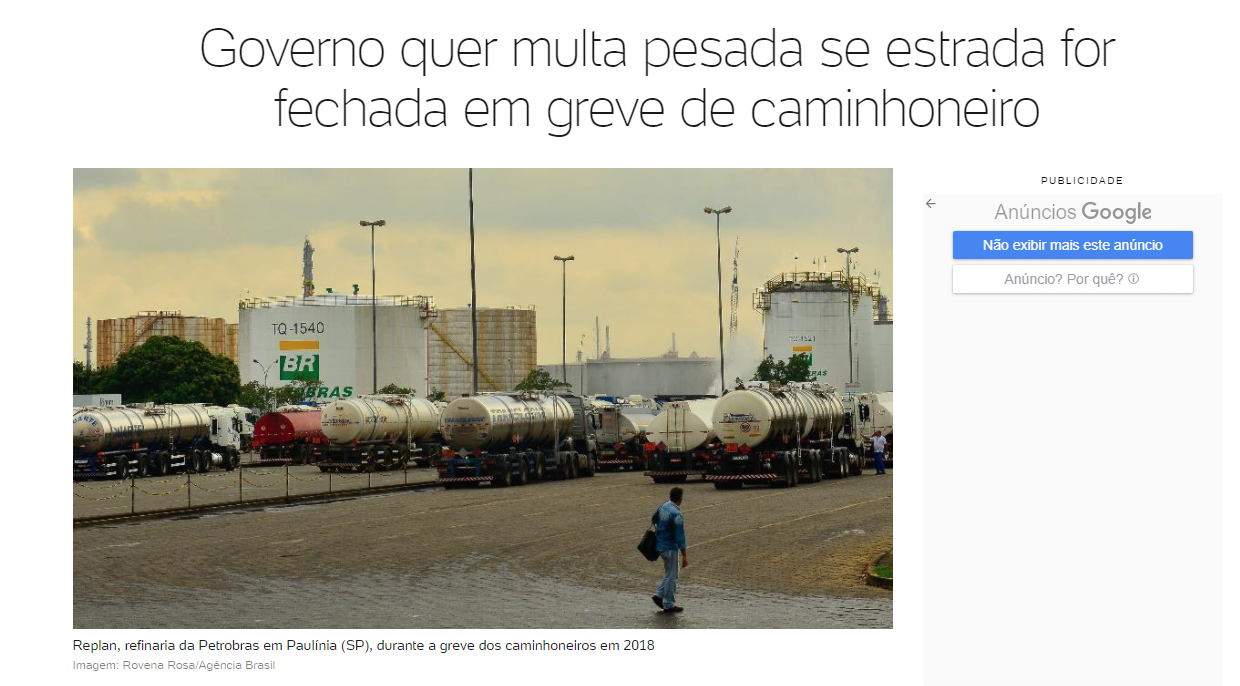 Governo quer multa pesada se estrada for
fechada em greve de caminhoneiro
PUBLICIDADE
Anúncios Google
Não exibir mais este anúncio
Anúncio? Por quê?
TQ-1540
BR
BRAS
Replan, refinaria da Petrobras em Paulínia (SP), durante a greve dos caminhoneiros em 2018
Imagem: Rovena Rosa/Agência Brasil